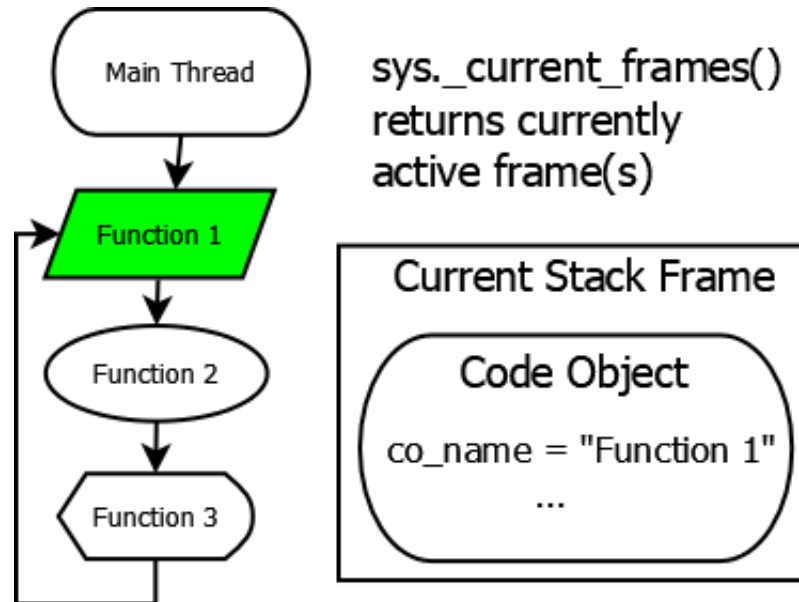 Main Thread
Function 1
Function 2
Function 3
sys._current_frames()
returns currently
active frame(s)
Current Stack Frame
Code Object
co_name = "Function 1"
...